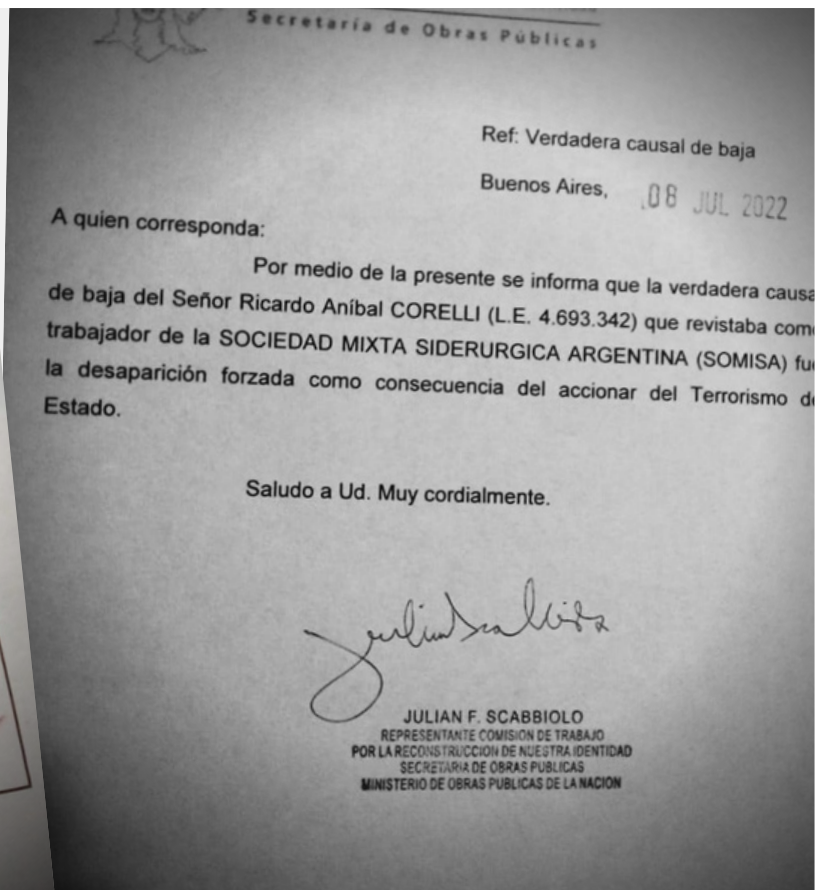 Secretaría de Obras Públicas
Ref: Verdadera causal de baja
Buenos Aires, 08 JUL 2022
A quien corresponda:
Por medio de la presente se informa que la verdadera causa
de baja del Señor Ricardo Aníbal CORELLI (L.E. 4.693.342) que revistaba como
trabajador de la SOCIEDAD MIXTA SIDERURGICA ARGENTINA (SOMISA) fue
la desaparición forzada como consecuencia del accionar del Terrorismo de
Estado.
Saludo a Ud. Muy cordialmente.
JULIAN F. SCABBIOLO
REPRESENTANTE COMISION DE TRABAJO
POR LA RECONSTRUCCION DE NUESTRA IDENTIDAD
SECRETARIA DE OBRAS PUBLICAS
MINISTERIO DE OBRAS PUBLICAS DE LA NACION